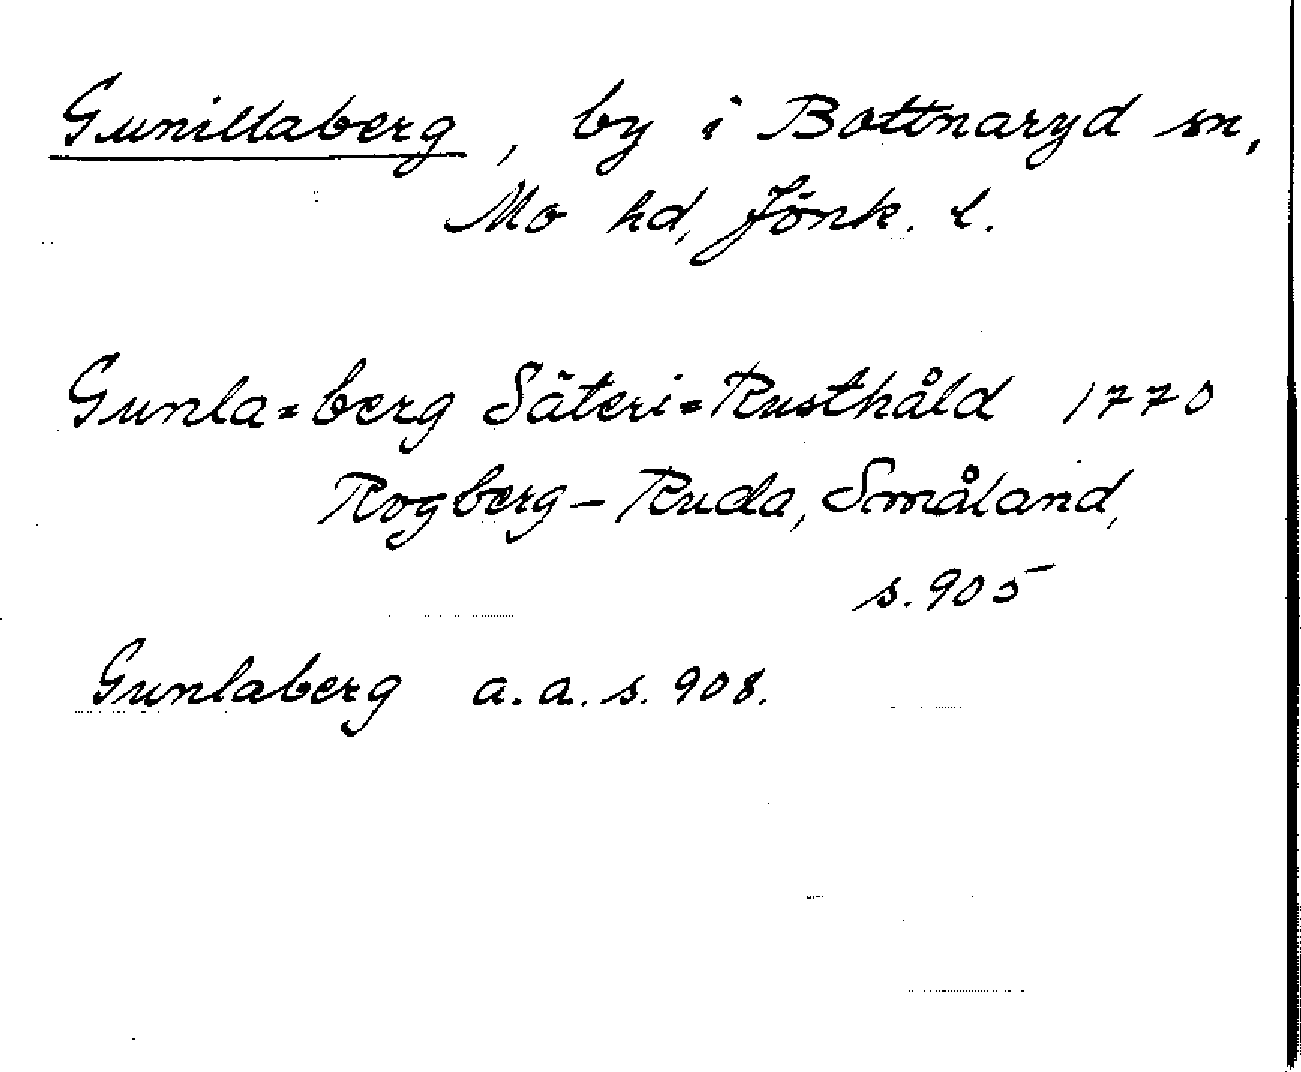 Gunillaberg, by i Bottnaryd sn,
Mo hd, Jönk. l.
Gunla=berg Säteri=Rusthåld 1770
Rogberg-Ruda, Småland,
s. 905
Gunlaberg a. a. s. 908.